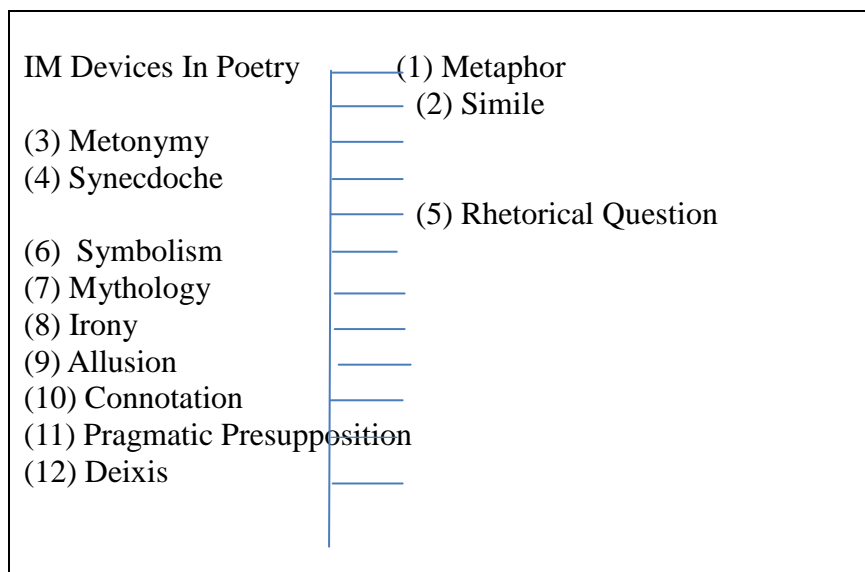 IM Devices In Poetry (1) Metaphor
(2) Simile
(3) Metonymy
(4) Synecdoche
(5) Rhetorical Question
(6) Symbolism
(7) Mythology
(8) Irony
(9) Allusion
(10) Connotation
(11) Pragmatic Presupposition
(12) Deixis